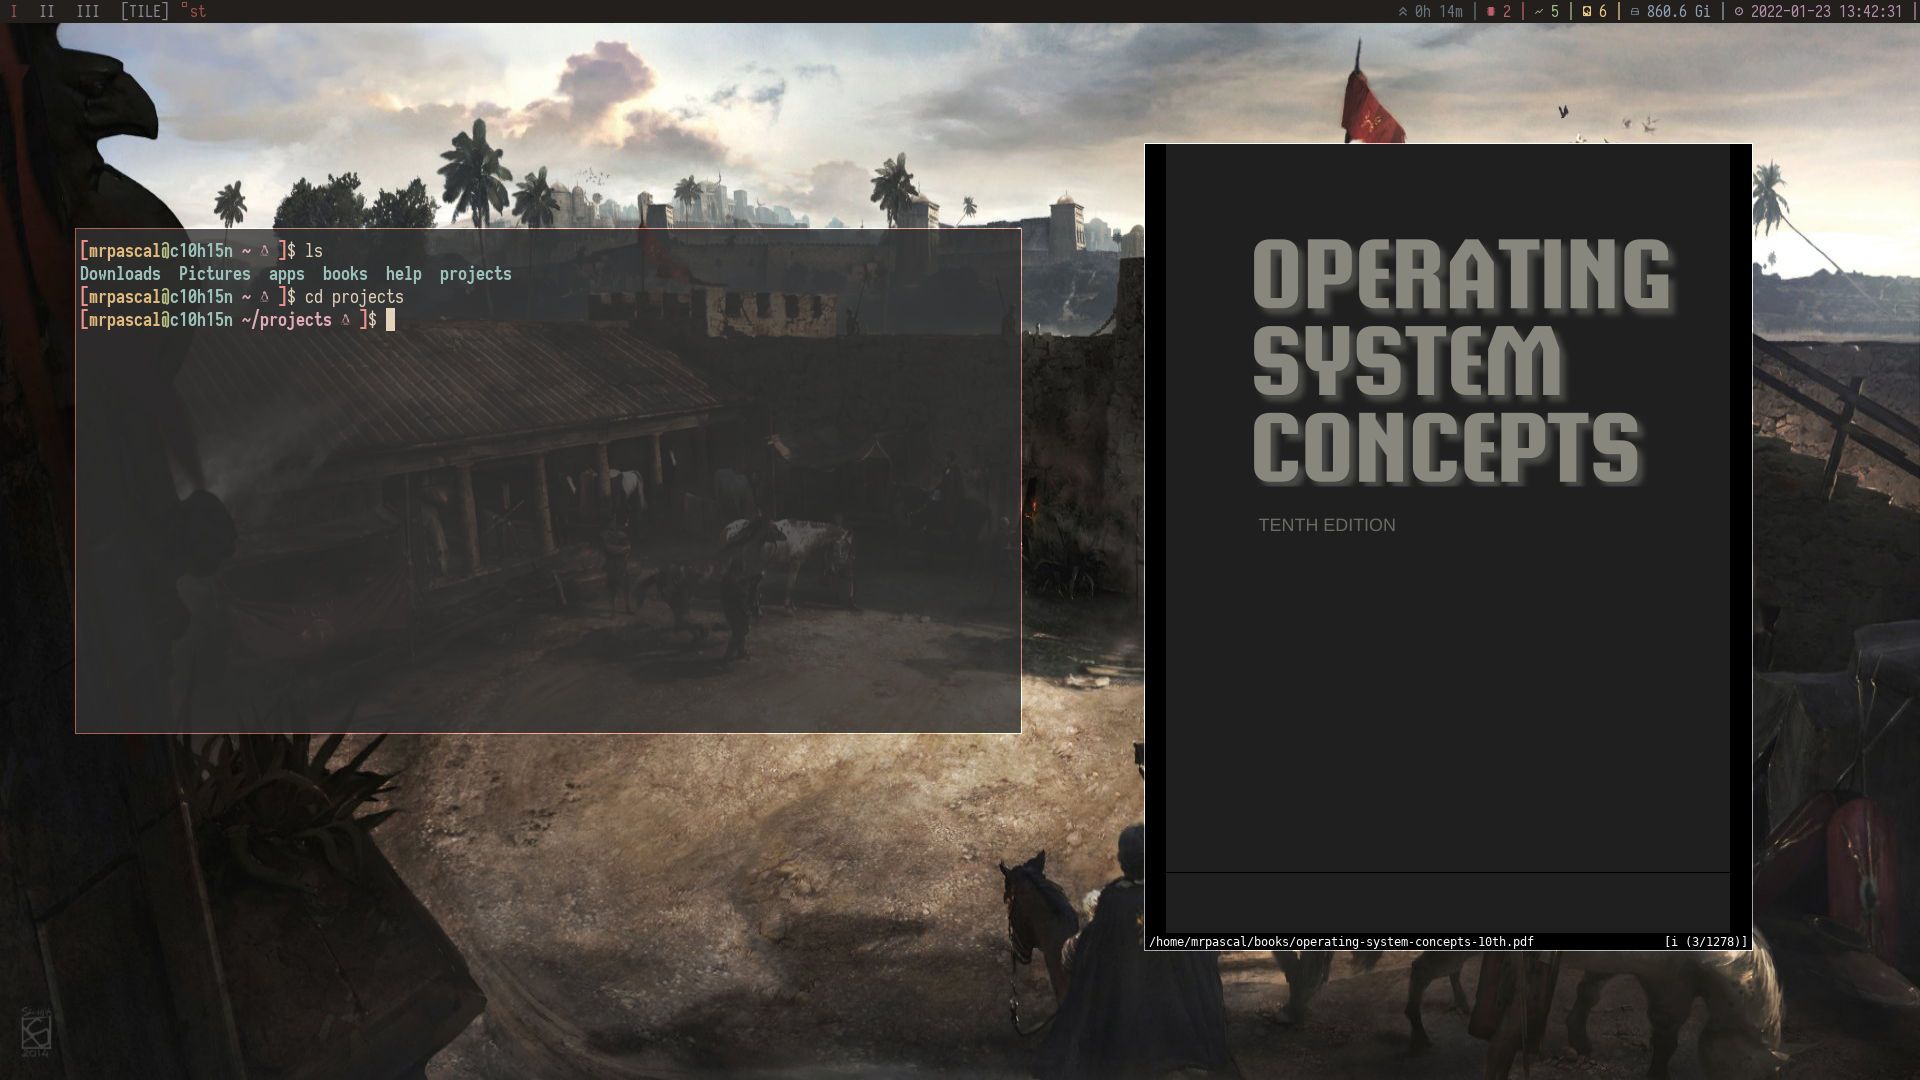 I II III [TILE] st
0h 14m | 2 | 5 | 6 | 860.6 Gi | 2022-01-23 13:42:31 |
[mrpascal@c10h15n ~ ]$ ls
Downloads Pictures apps books help projects
[mrpascal@c10h15n ~ ]$ cd projects
[mrpascal@c10h15n ~/projects ]$
OPERATING
SYSTEM
CONCEPTS
TENTH EDITION
/home/mrpascal/books/operating-system-concepts-10th.pdf [i (3/1278)]
2014